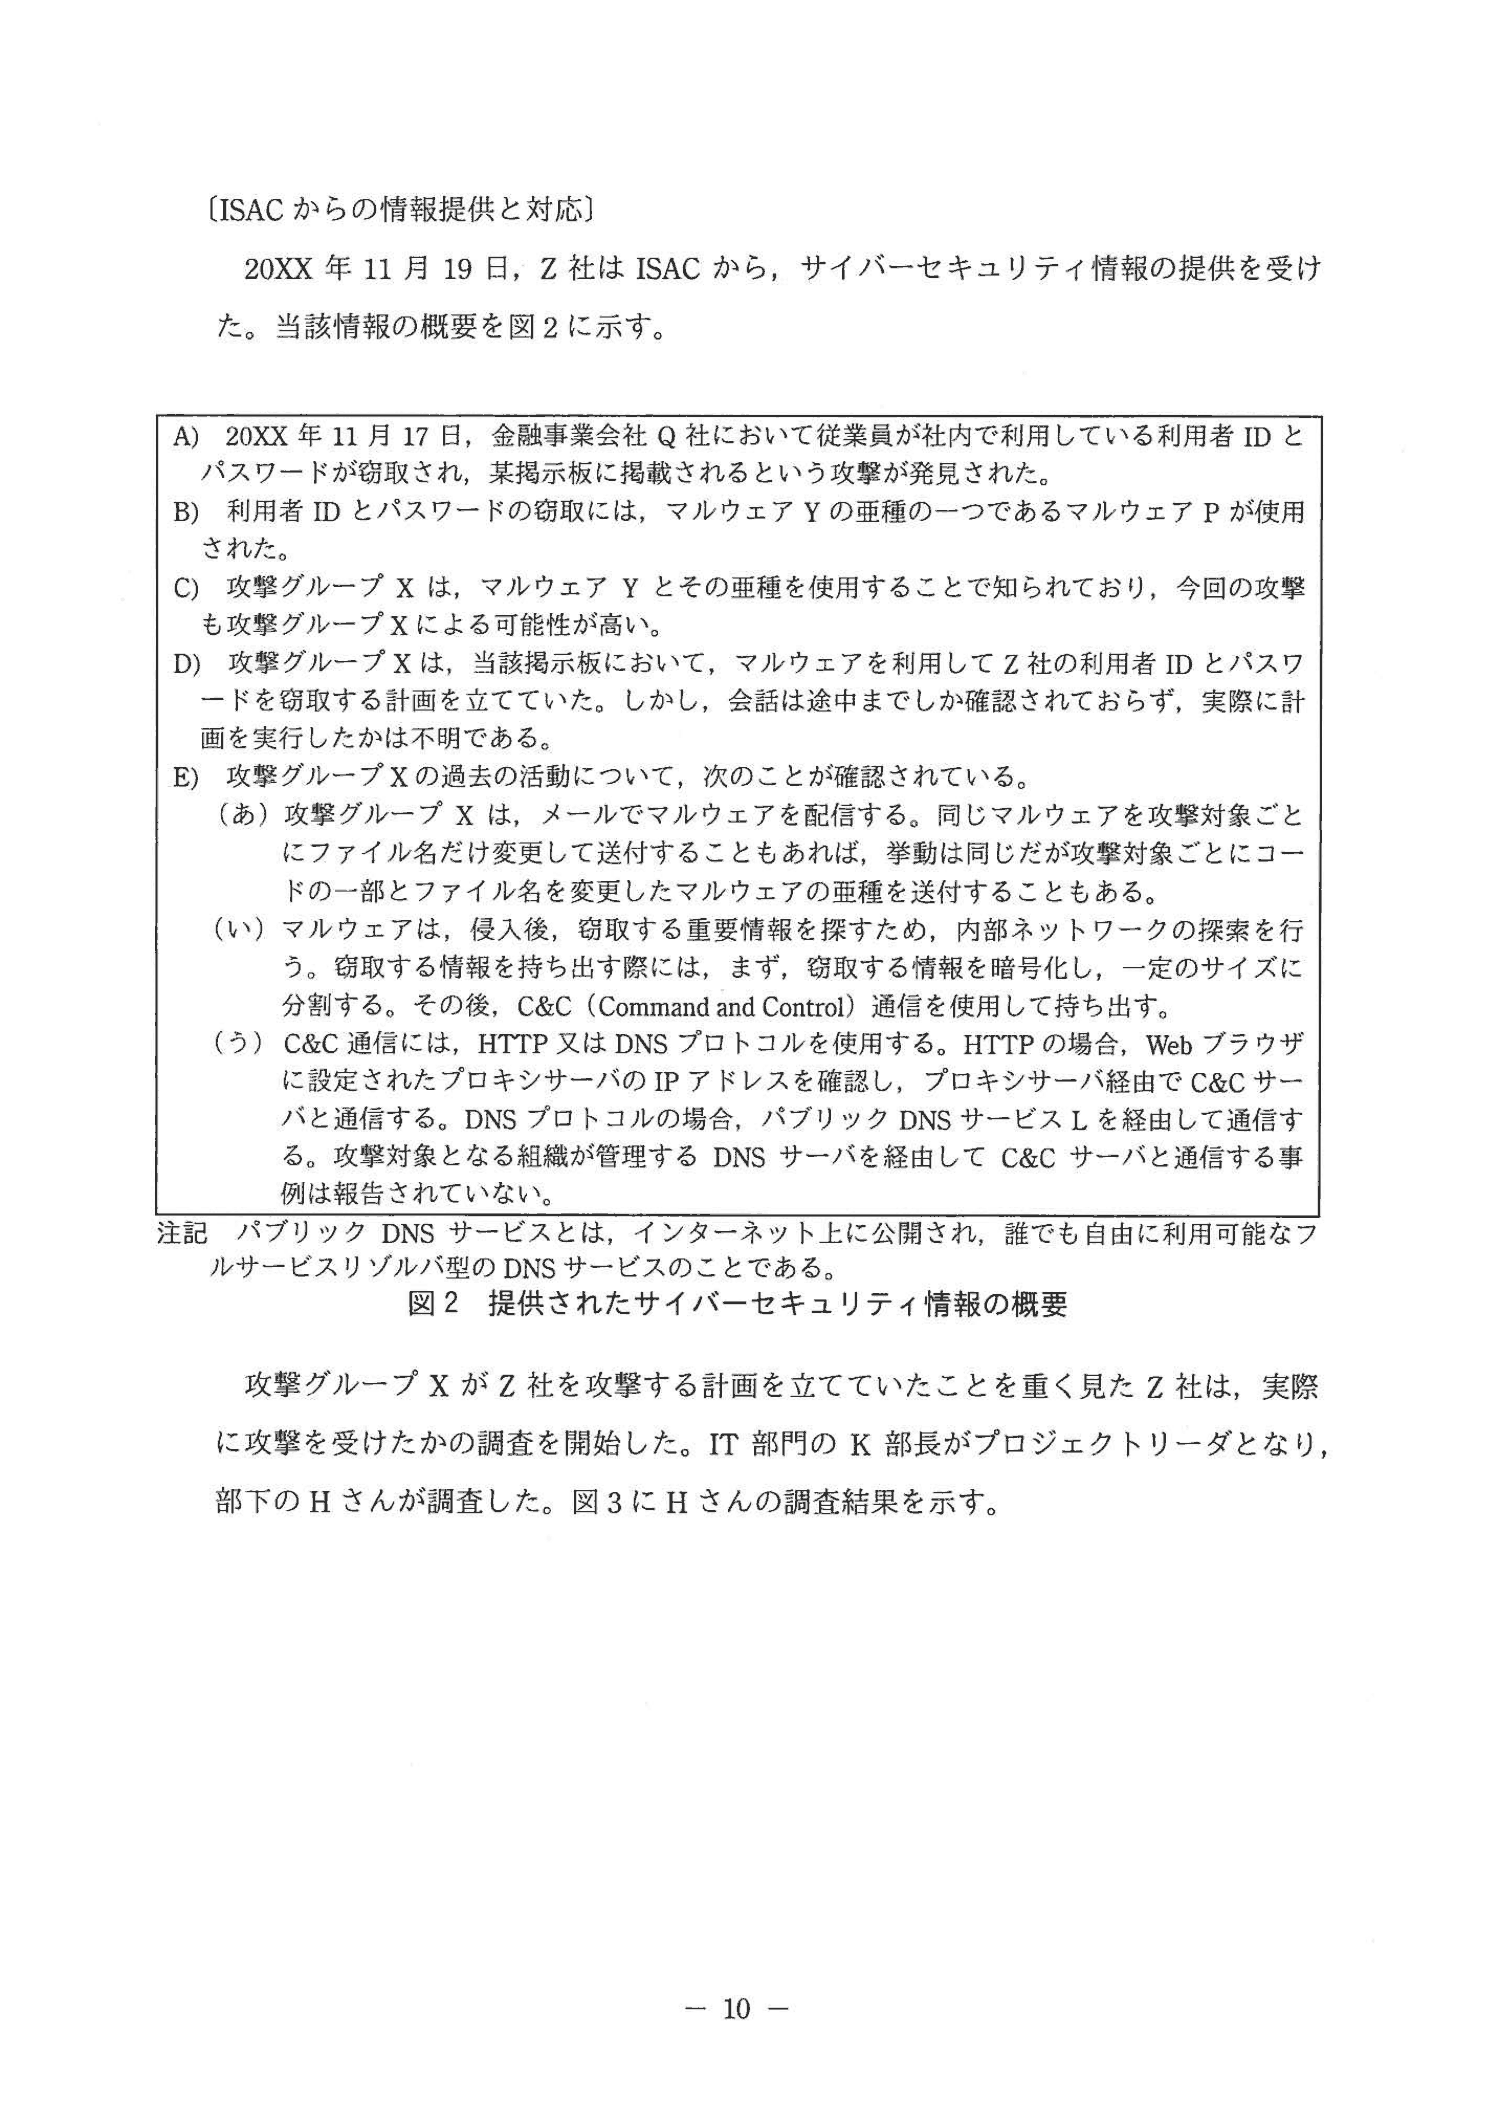 〔ISAC からの情報提供と対応〕
20XX 年 11 月 19 日，Z 社は ISAC から，サイバーセキュリティ情報の提供を受け
た。当該情報の概要を図 2 に示す。
A) 20XX 年 11 月 17 日，金融事業会社 Q 社において従業員が社内で利用している利用者 ID と
パスワードが窃取され，某掲示板に掲載されるという攻撃が発見された。
B) 利用者 ID とパスワードの窃取には，マルウェア Y の亜種の一つであるマルウェア P が使用
された。
C) 攻撃グループ X は，マルウェア Y とその亜種を使用することで知られており，今回の攻撃
も攻撃グループ X による可能性が高い。
D) 攻撃グループ X は，当該掲示板において，マルウェアを利用して Z 社の利用者 ID とパスワ
ードを窃取する計画を立てていた。しかし，会話は途中までしか確認されておらず，実際に計
画を実行したかは不明である。
E) 攻撃グループ X の過去の活動について，次のことが確認されている。
（あ）攻撃グループ X は，メールでマルウェアを配信する。同じマルウェアを攻撃対象ごと
にファイル名だけ変更して送付することもあれば，挙動は同じだが攻撃対象ごとにコー
ドの一部とファイル名を変更したマルウェアの亜種を送付することもある。
（い）マルウェアは，侵入後，窃取する重要情報を探すため，内部ネットワークの探索を行
う。窃取する情報を持ち出す際には，まず，窃取する情報を暗号化し，一定のサイズに
分割する。その後，C&C（Command and Control）通信を使用して持ち出す。
（う）C&C 通信には，HTTP 又は DNS プロトコルを使用する。HTTP の場合，Web ブラウザ
に設定されたプロキシサーバの IP アドレスを確認し，プロキシサーバ経由で C&C サー
バと通信する。DNS プロトコルの場合，パブリック DNS サービス L を経由して通信す
る。攻撃対象となる組織が管理する DNS サーバを経由して C&C サーバと通信する事
例は報告されていない。
注記 パブリック DNS サービスとは，インターネット上に公開され，誰でも自由に利用可能なフ
ルサービスリゾルバ型の DNS サービスのことである。
図 2 提供されたサイバーセキュリティ情報の概要
攻撃グループ X が Z 社を攻撃する計画を立てていたことを重く見た Z 社は，実際
に攻撃を受けたかの調査を開始した。IT 部門の K 部長がプロジェクトリーダとなり，
部下の H さんが調査した。図 3 に H さんの調査結果を示す。
－ 10 －